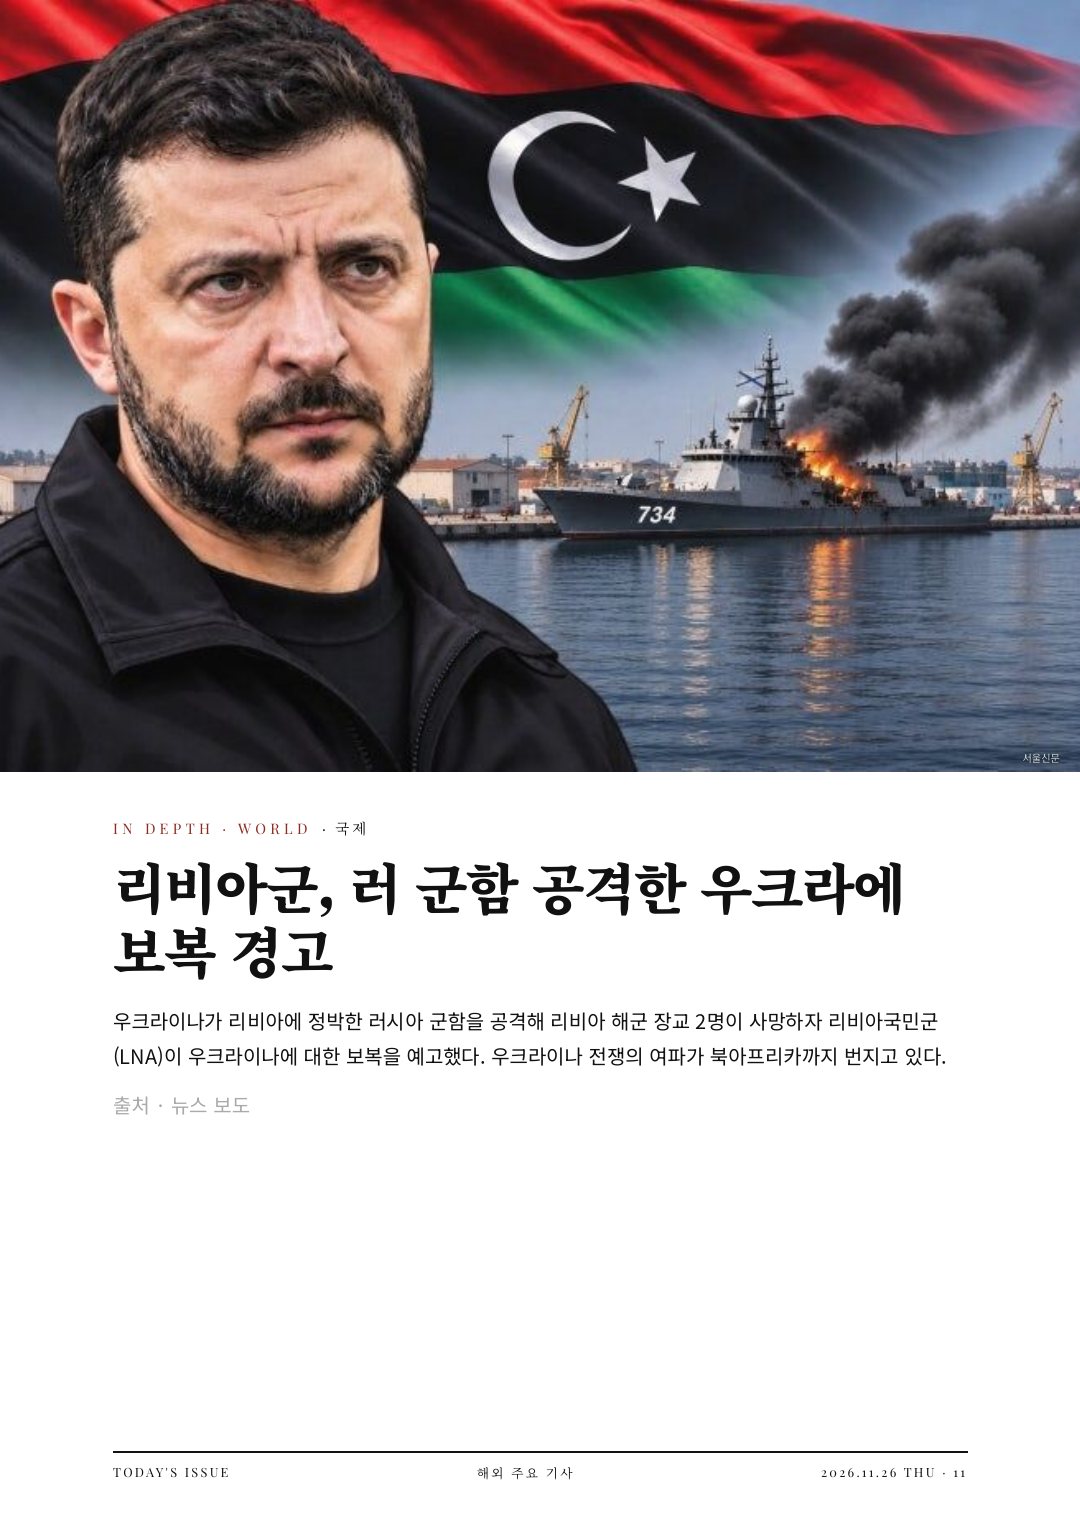 734
서울신문
IN DEPTH · WORLD · 국제
리비아군, 러 군함 공격한 우크라에
보복 경고
우크라이나가 리비아에 정박한 러시아 군함을 공격해 리비아 해군 장교 2명이 사망하자 리비아국민군
(LNA)이 우크라이나에 대한 보복을 예고했다. 우크라이나 전쟁의 여파가 북아프리카까지 번지고 있다.
출처 · 뉴스 보도
TODAY'S ISSUE 해외 주요 기사 2026.11.26 THU · 11